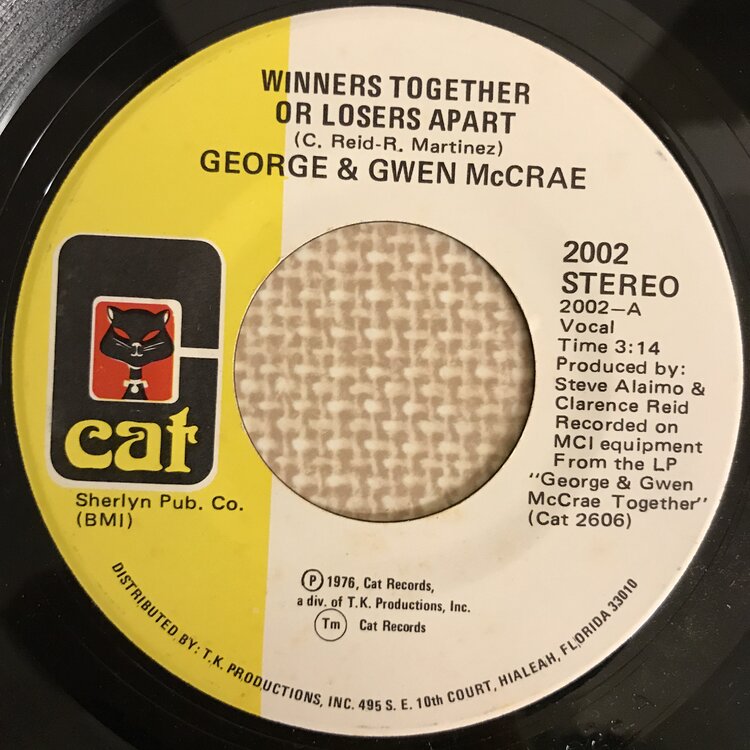 WINNERS TOGETHER
OR LOSERS APART
(C. Reid-R. Martinez)
GEORGE & GWEN McCRAE
2002
STEREO
2002-A
Vocal
Time 3:14
Produced by:
Steve Alaimo &
Clarence Reid
Recorded on
MCI equipment
From the LP
"George & Gwen
McCrae Together"
(Cat 2606)
cat
Sherlyn Pub. Co.
(BMI)
Ⓟ 1976, Cat Records,
a div. of T.K. Productions, Inc.
Tm Cat Records
DISTRIBUTED BY: T.K. PRODUCTIONS, INC. 495 S. E. 10th COURT, HIALEAH, FLORIDA 33010